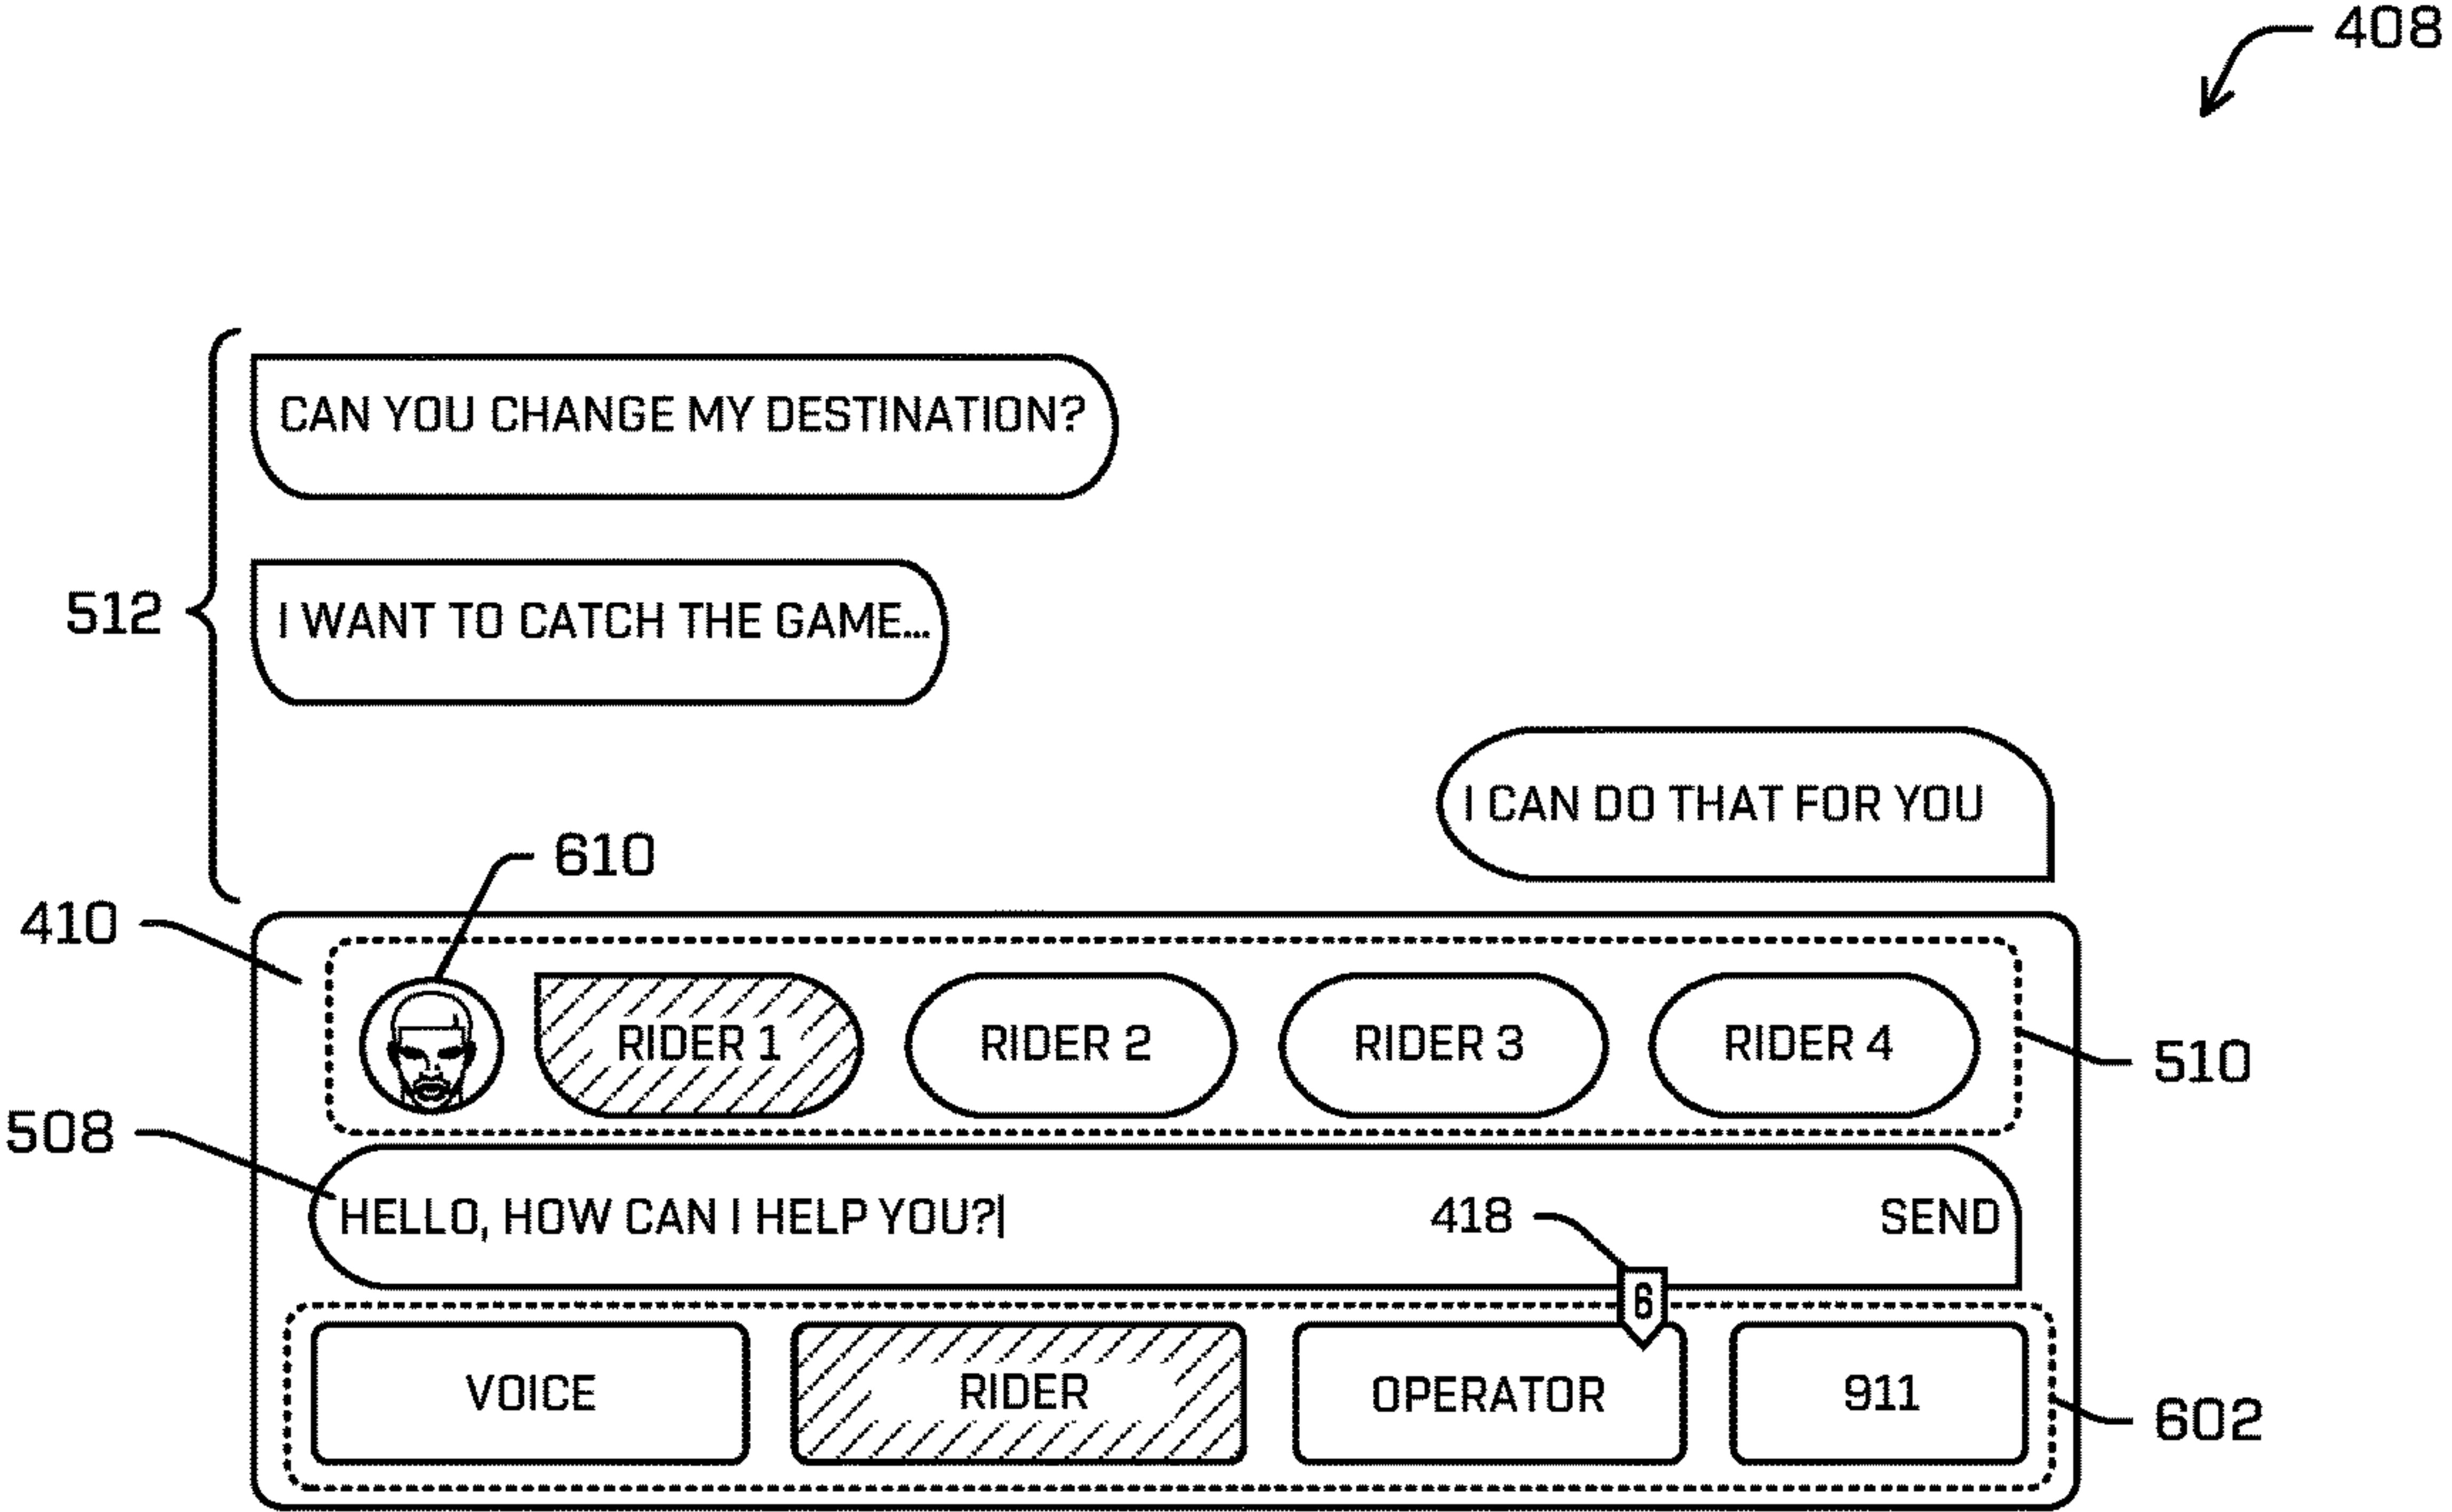 408
CAN YOU CHANGE MY DESTINATION?
512
I WANT TO CATCH THE GAME...
I CAN DO THAT FOR YOU
610
410
RIDER 1
RIDER 2
RIDER 3
RIDER 4
510
508
HELLO, HOW CAN I HELP YOU?
418
SEND
6
VOICE
RIDER
OPERATOR
911
602